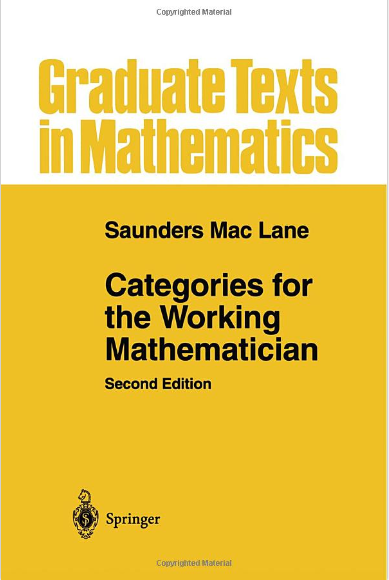 Copyrighted Material
Graduate Texts
in Mathematics
Saunders Mac Lane
Categories for
the Working
Mathematician
Second Edition
Springer
Copyrighted Material